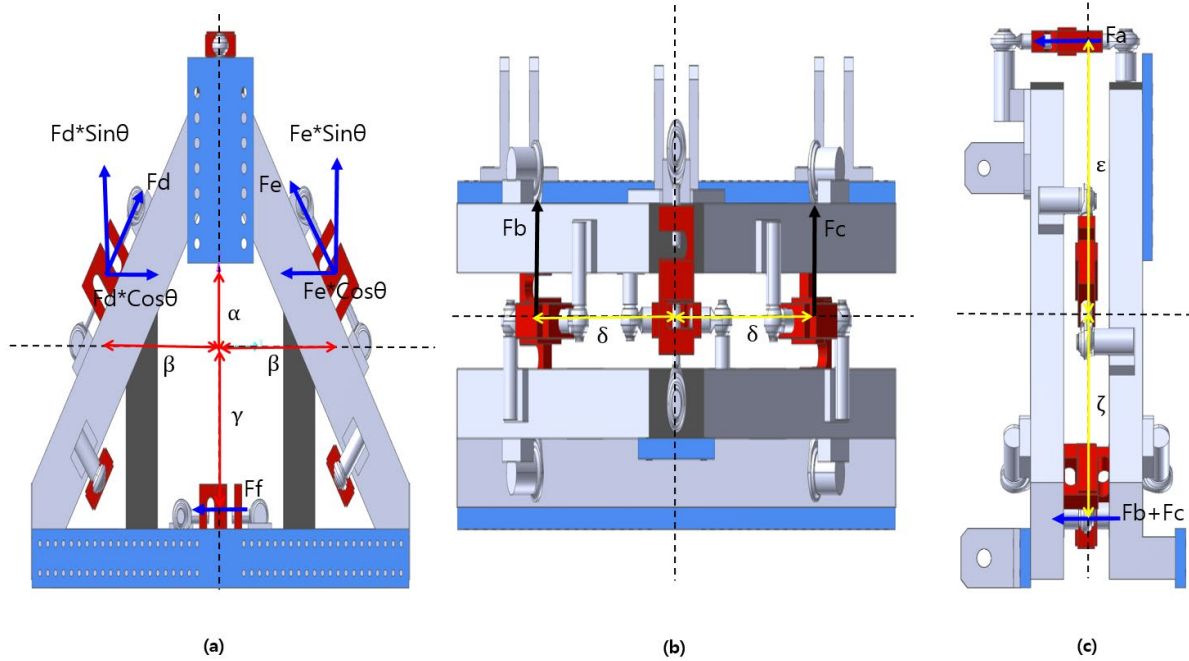 Fa
Fd*Sinθ
Fe*Sinθ
Fd
Fe
ε
Fb
Fc
Fd*Cosθ
Fe*Cosθ
α
β
β
δ
δ
γ
ζ
Ff
Fb+Fc
(a)
(b)
(c)